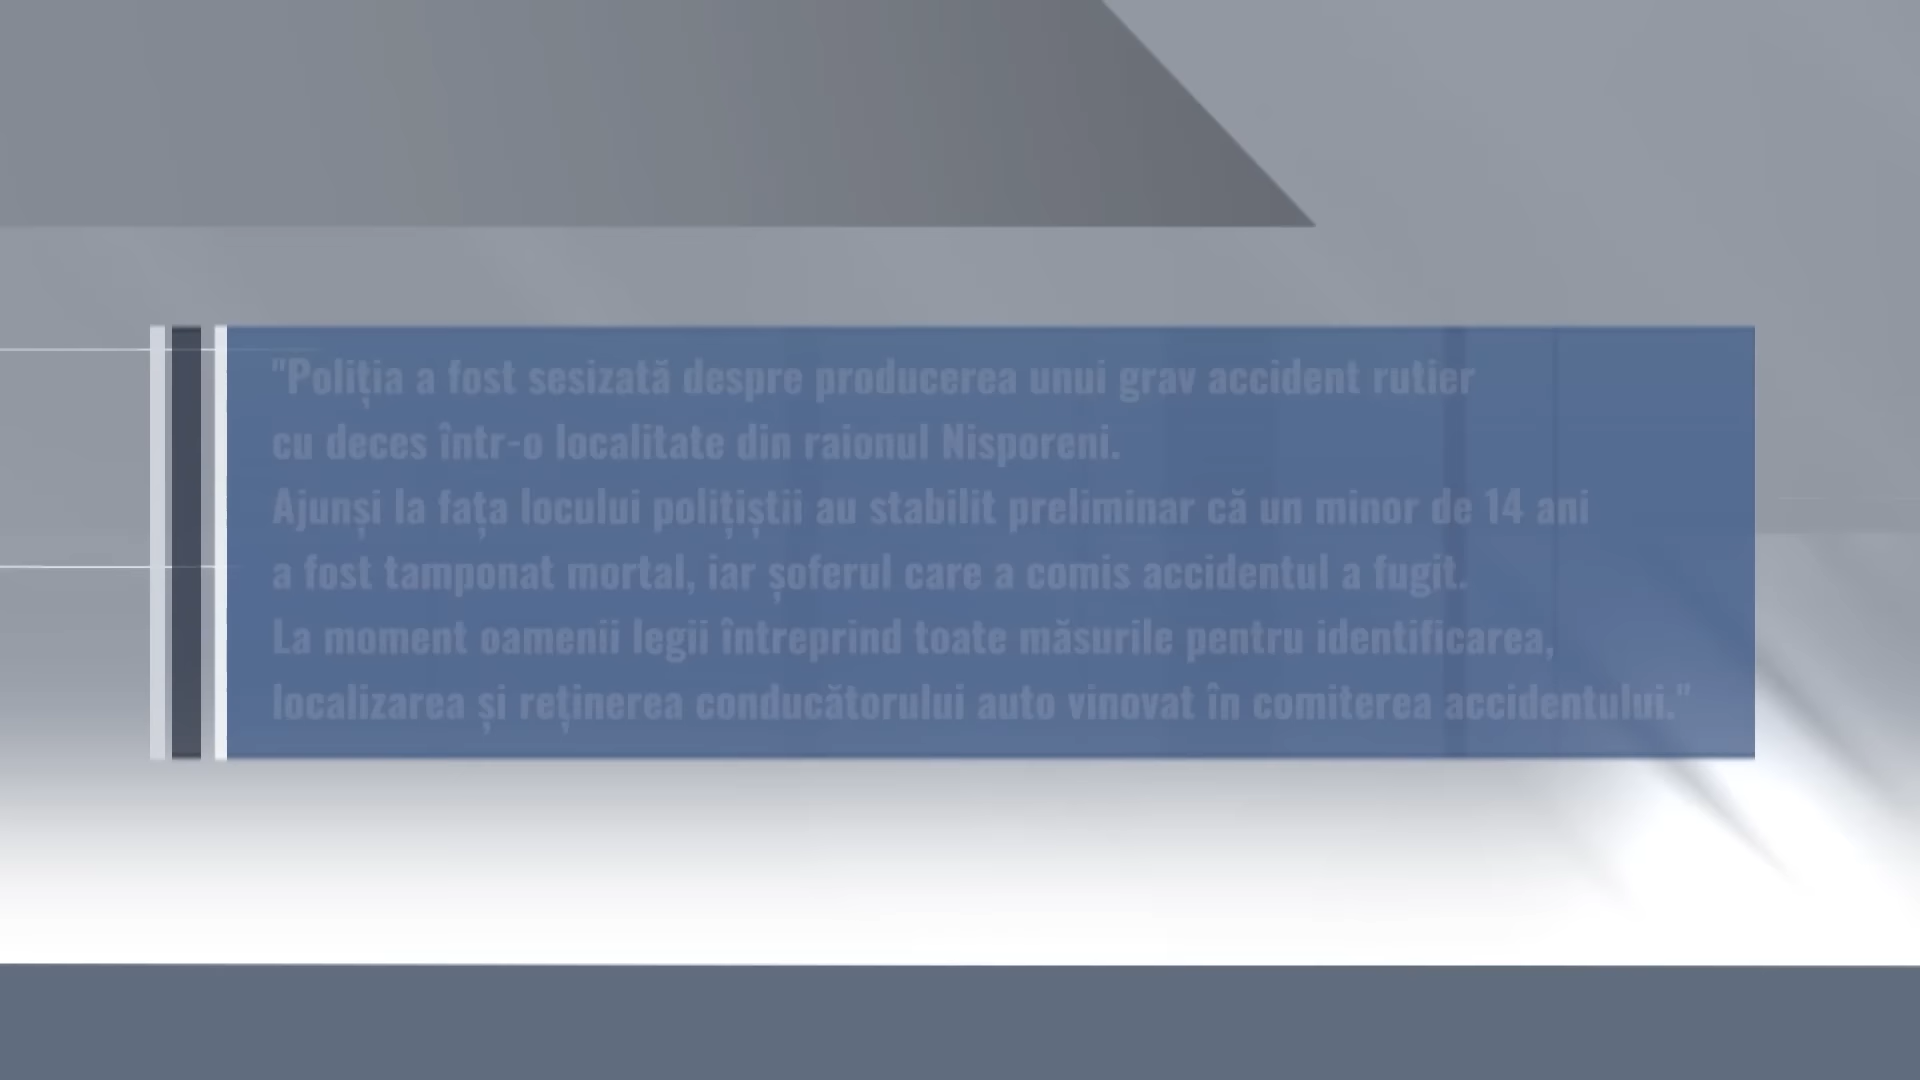 "Poliția a fost sesizată despre producerea unui grav accident rutier
cu deces într-o localitate din raionul Nisporeni.
Ajunși la fața locului polițiștii au stabilit preliminar că un minor de 14 ani
a fost tamponat mortal, iar șoferul care a comis accidentul a fugit.
La moment oamenii legii întreprind toate măsurile pentru identificarea,
localizarea și reținerea conducătorului auto vinovat în comiterea accidentului."